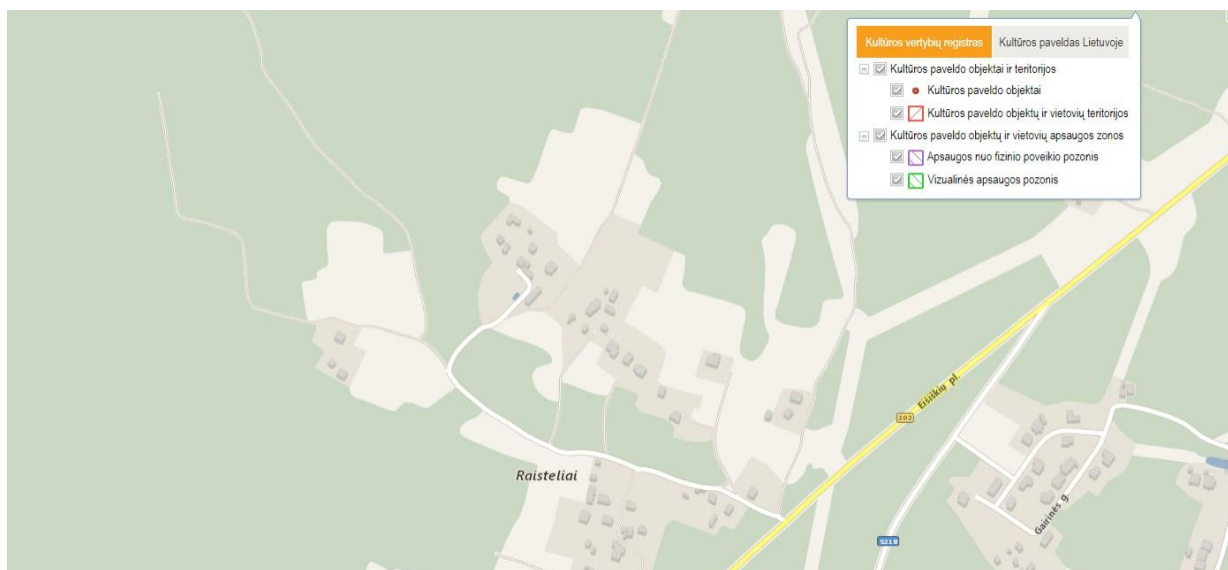 Kultūros vertybių registras
Kultūros paveldas Lietuvoje
Kultūros paveldo objektai ir teritorijos
Kultūros paveldo objektai
Kultūros paveldo objektų ir vietovių teritorijos
Kultūros paveldo objektų ir vietovių apsaugos zonos
Apsaugos nuo fizinio poveikio pozonis
Vizualinės apsaugos pozonis
Eišiškių pl.
202
Raisteliai
Gairinės g.
5218